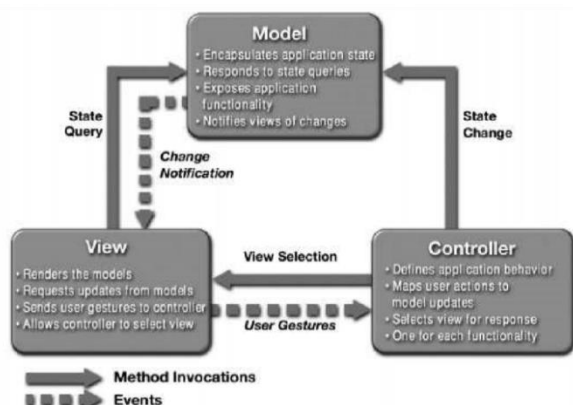 Model
• Encapsulates application state
• Responds to state queries
• Exposes application
functionality
• Notifies views of changes
State
Query
Change
Notification
State
Change
View
• Renders the models
• Requests updates from models
• Sends user gestures to controller
• Allows controller to select view
View Selection
User Gestures
Controller
• Defines application behavior
• Maps user actions to
model updates
• Selects view for response
• One for each functionality
Method Invocations
Events